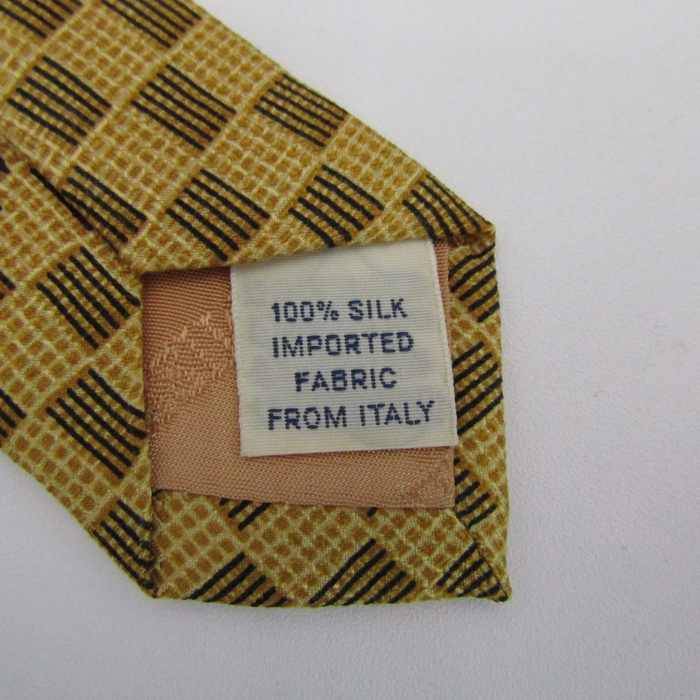 100% SILK
IMPORTED
FABRIC
FROM ITALY